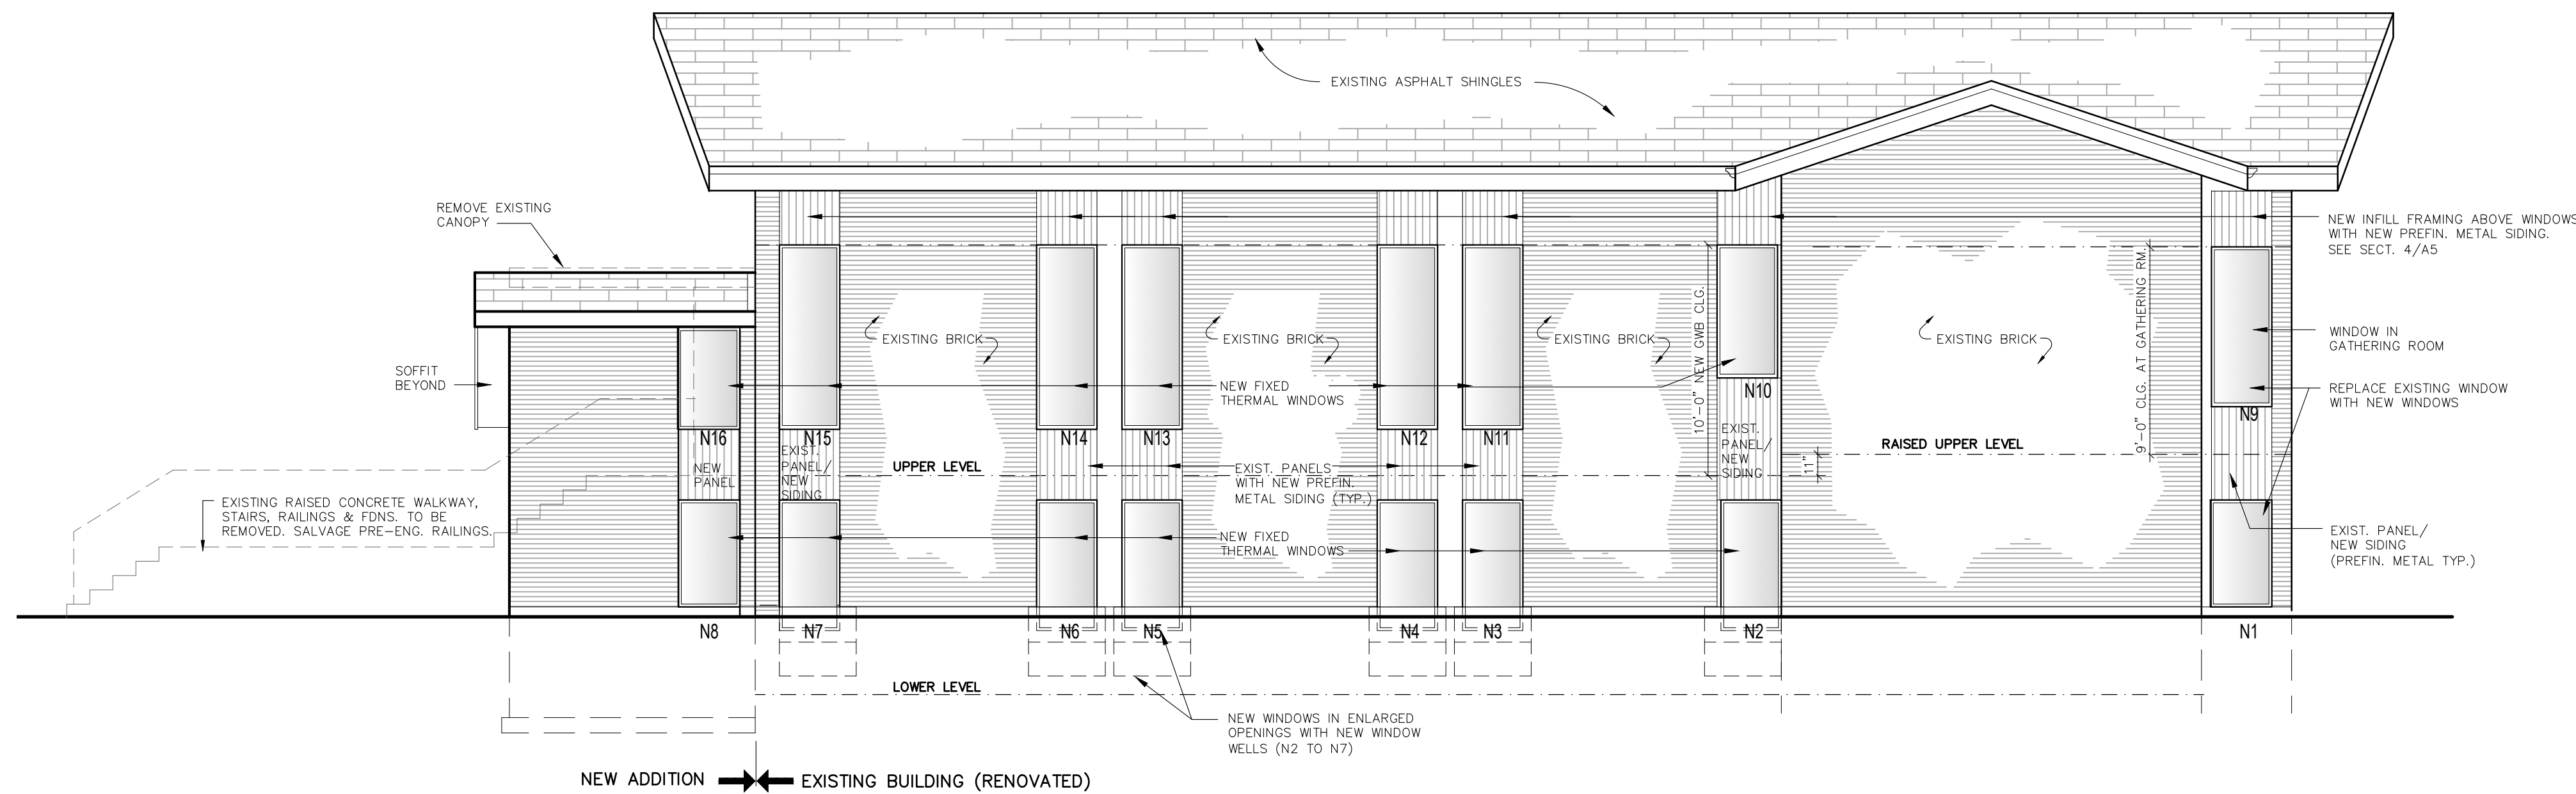 EXISTING ASPHALT SHINGLES
REMOVE EXISTING
CANOPY
NEW INFILL FRAMING ABOVE WINDOWS
WITH NEW PREFIN. METAL SIDING.
SEE SECT. 4/A5
SOFFIT
BEYOND
EXISTING BRICK
EXISTING BRICK
EXISTING BRICK
EXISTING BRICK
10'-0" NEW GWB CLG.
9'-0" CLG. AT GATHERING RM.
WINDOW IN
GATHERING ROOM
NEW FIXED
THERMAL WINDOWS
REPLACE EXISTING WINDOW
WITH NEW WINDOWS
N16
N15
N14
N13
N12
N11
N10
N9
NEW
PANEL
EXIST.
PANEL/
NEW
SIDING
UPPER LEVEL
EXIST. PANELS
WITH NEW PREFIN.
METAL SIDING (TYP.)
EXIST.
PANEL/
NEW
SIDING
11"
RAISED UPPER LEVEL
EXISTING RAISED CONCRETE WALKWAY,
STAIRS, RAILINGS & FDNS. TO BE
REMOVED. SALVAGE PRE-ENG. RAILINGS.
NEW FIXED
THERMAL WINDOWS
EXIST. PANEL/
NEW SIDING
(PREFIN. METAL TYP.)
N8
N7
N6
N5
N4
N3
N2
N1
LOWER LEVEL
NEW WINDOWS IN ENLARGED
OPENINGS WITH NEW WINDOW
WELLS (N2 TO N7)
NEW ADDITION
EXISTING BUILDING (RENOVATED)